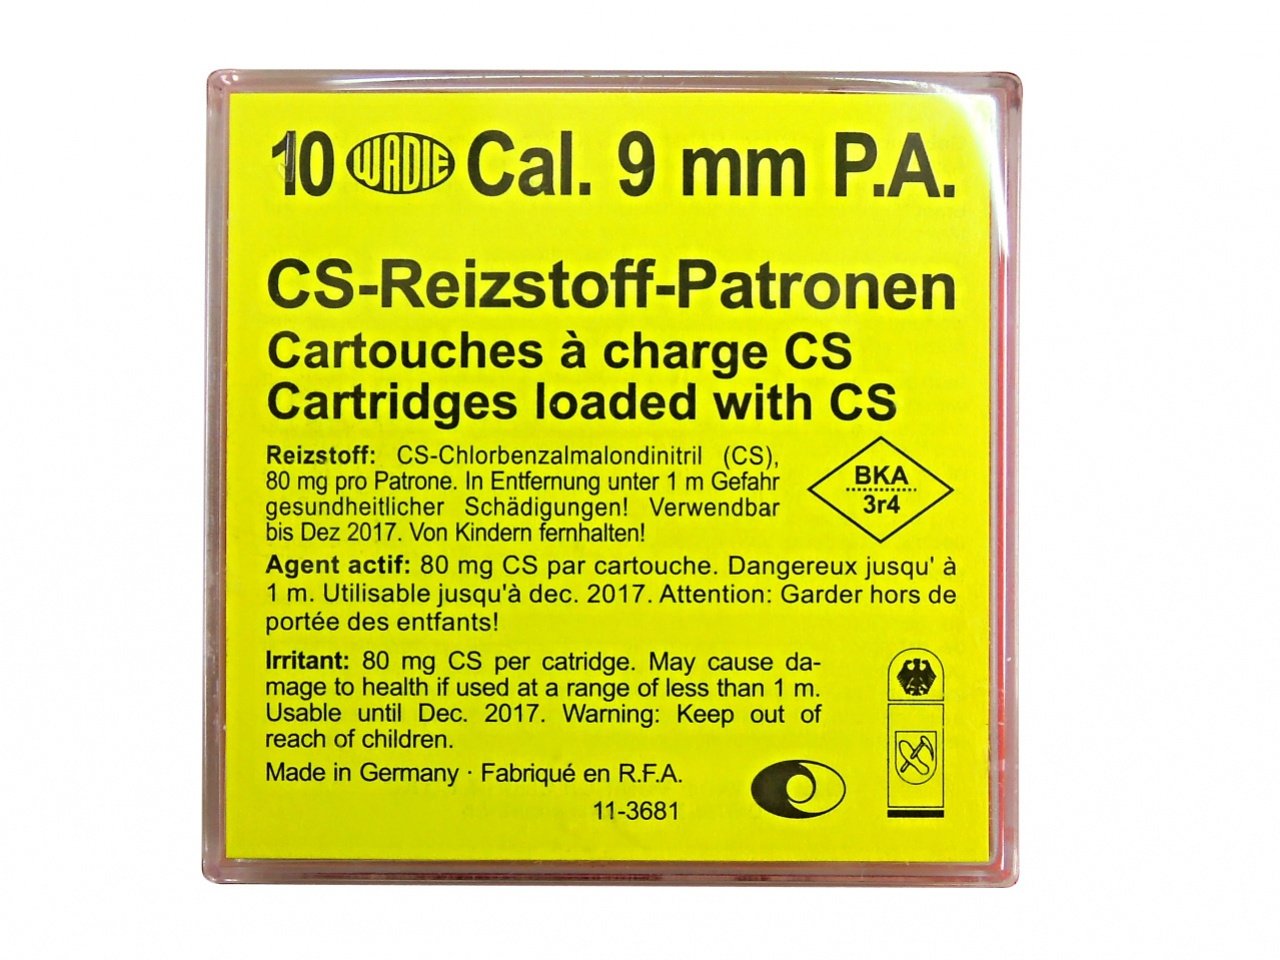 10 WADIE Cal. 9 mm P.A.
CS-Reizstoff-Patronen
Cartouches à charge CS
Cartridges loaded with CS
Reizstoff: CS-Chlorbenzalmalondinitril (CS),
80 mg pro Patrone. In Entfernung unter 1 m Gefahr
gesundheitlicher Schädigungen! Verwendbar
bis Dez 2017. Von Kindern fernhalten!
BKA
3r4
Agent actif: 80 mg CS par cartouche. Dangereux jusqu' à
1 m. Utilisable jusqu'à dec. 2017. Attention: Garder hors de
portée des entfants!
Irritant: 80 mg CS per catridge. May cause da-
mage to health if used at a range of less than 1 m.
Usable until Dec. 2017. Warning: Keep out of
reach of children.
Made in Germany · Fabriqué en R.F.A.
11-3681